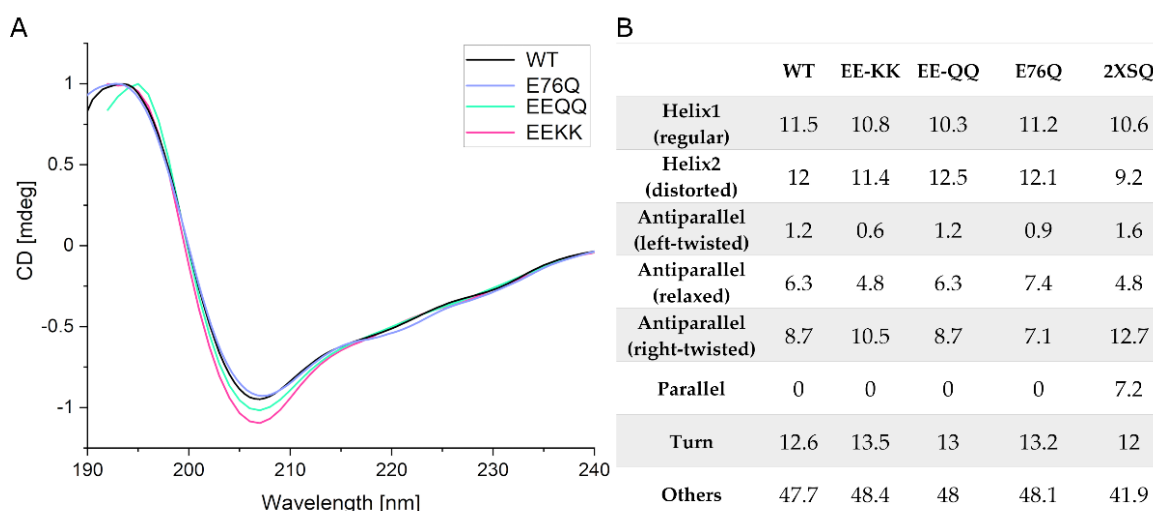 A
WT
E76Q
EEQQ
EEKK
1
0.5
0
-0.5
-1
190 200 210 220 230 240
CD [mdeg]
Wavelength [nm]
B
WT EE-KK EE-QQ E76Q 2XSQ
Helix1
(regular) 11.5 10.8 10.3 11.2 10.6
Helix2
(distorted) 12 11.4 12.5 12.1 9.2
Antiparallel
(left-twisted) 1.2 0.6 1.2 0.9 1.6
Antiparallel
(relaxed) 6.3 4.8 6.3 7.4 4.8
Antiparallel
(right-twisted) 8.7 10.5 8.7 7.1 12.7
Parallel 0 0 0 0 7.2
Turn 12.6 13.5 13 13.2 12
Others 47.7 48.4 48 48.1 41.9